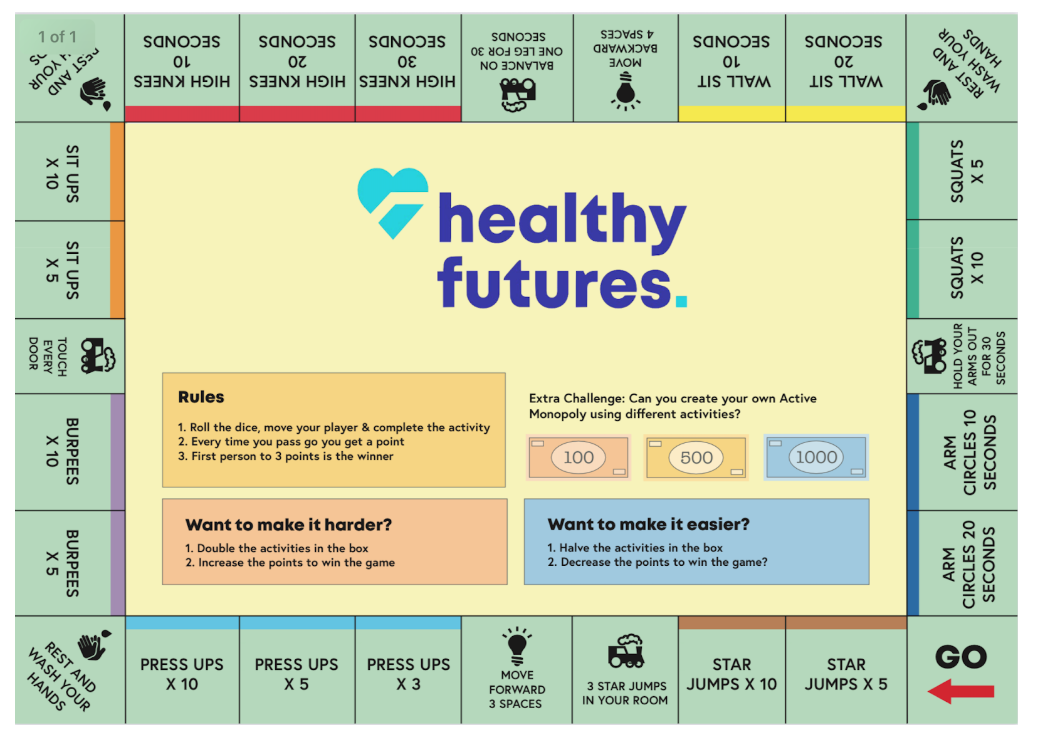 1 of 1
REST AND
YOUR
HIGH KNEES
10
SECONDS
HIGH KNEES
20
SECONDS
HIGH KNEES
30
SECONDS
BALANCE ON
ONE LEG FOR 30
SECONDS
MOVE
BACKWARD
4 SPACES
WALL SIT
10
SECONDS
WALL SIT
20
SECONDS
REST AND
WASH YOUR
HANDS
SIT UPS
X 10
SIT UPS
X 5
TOUCH
EVERY
DOOR
BURPEES
X 10
BURPEES
X 5
healthy
futures.
Rules
1. Roll the dice, move your player & complete the activity
2. Every time you pass go you get a point
3. First person to 3 points is the winner
Extra Challenge: Can you create your own Active
Monopoly using different activities?
100
500
1000
Want to make it harder?
1. Double the activities in the box
2. Increase the points to win the game
Want to make it easier?
1. Halve the activities in the box
2. Decrease the points to win the game?
SQUATS
X 5
SQUATS
X 10
HOLD YOUR
ARMS OUT
FOR 30
SECONDS
ARM
CIRCLES 10
SECONDS
ARM
CIRCLES 20
SECONDS
REST AND
WASH YOUR
HANDS
PRESS UPS
X 10
PRESS UPS
X 5
PRESS UPS
X 3
MOVE
FORWARD
3 SPACES
3 STAR JUMPS
IN YOUR ROOM
STAR
JUMPS X 10
STAR
JUMPS X 5
GO